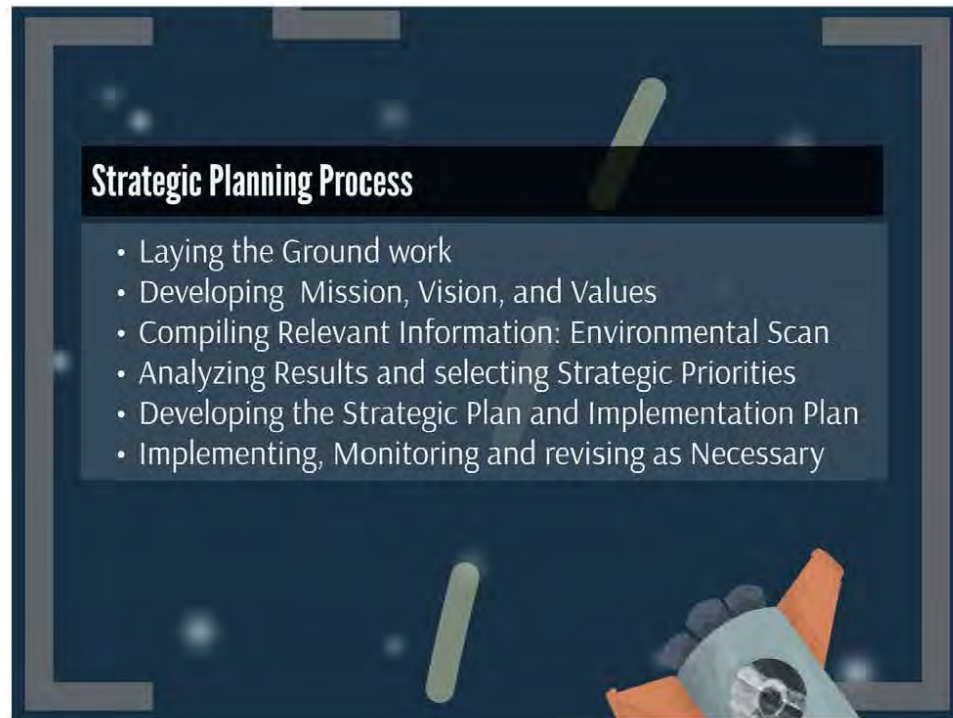 Strategic Planning Process
• Laying the Ground work
• Developing  Mission, Vision, and Values
• Compiling Relevant Information: Environmental Scan
• Analyzing Results and selecting Strategic Priorities
• Developing the Strategic Plan and Implementation Plan
• Implementing, Monitoring and revising as Necessary